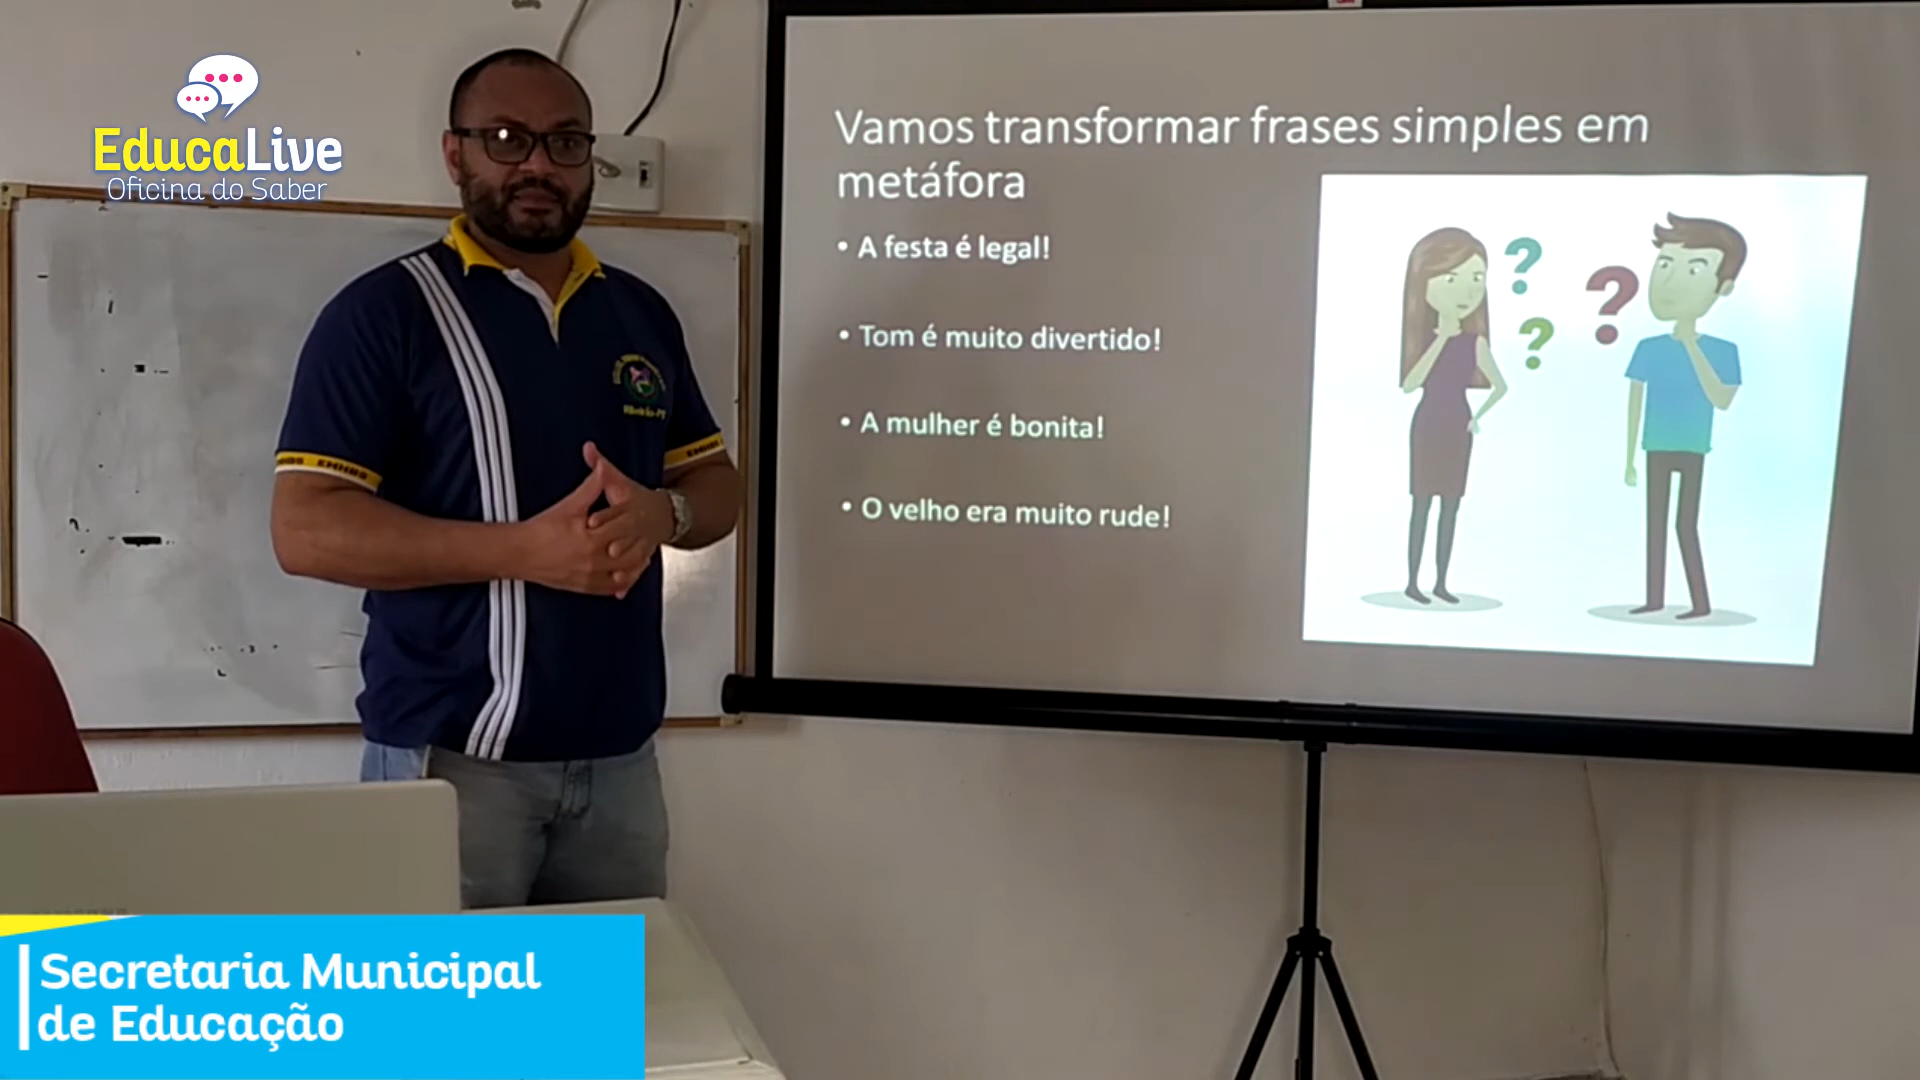 EducaLive
Oficina do Saber
Vamos transformar frases simples em
metáfora
• A festa é legal!
• Tom é muito divertido!
• A mulher é bonita!
• O velho era muito rude!
Secretaria Municipal
de Educação